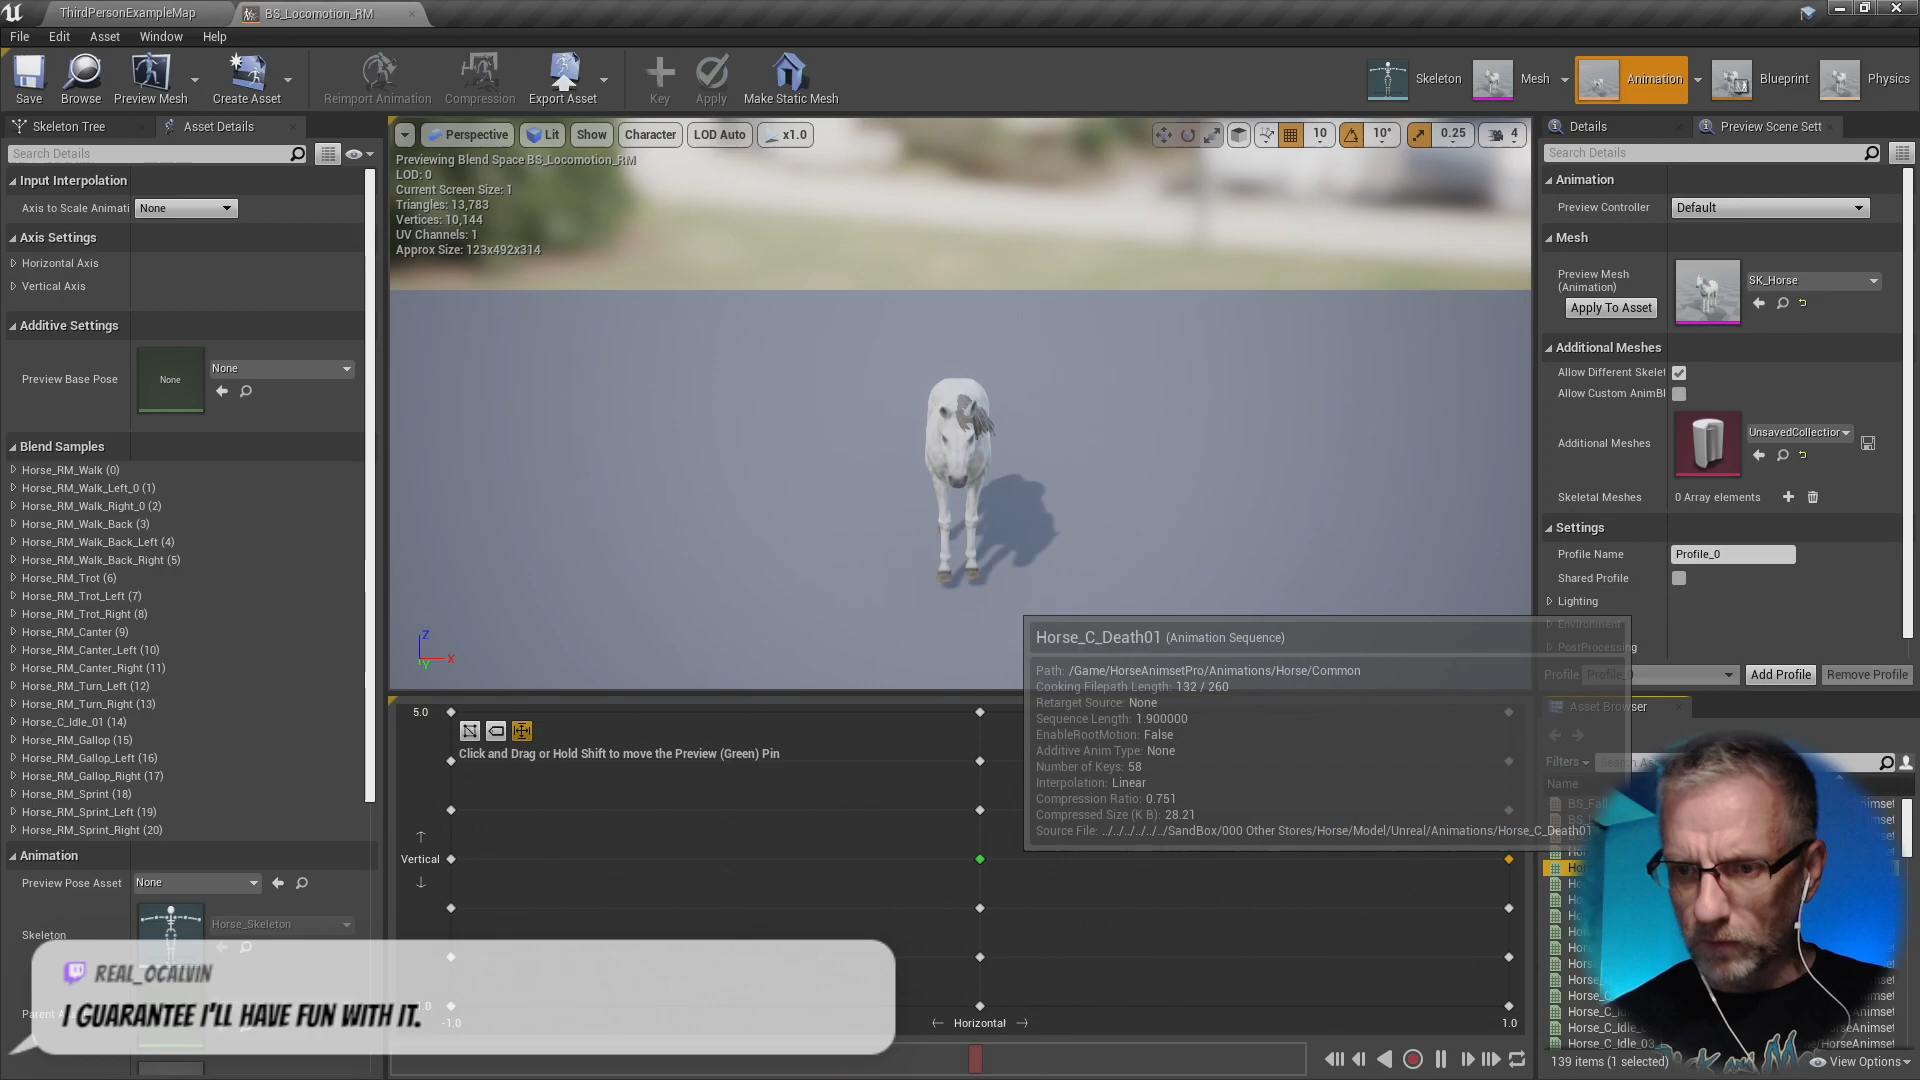 ThirdPersonExampleMap
BS_Locomotion_RM
File Edit Asset Window Help
Save Browse Preview Mesh Create Asset Reimport Animation Compression Export Asset Key Apply Make Static Mesh
Skeleton Mesh Animation Blueprint Physics
Skeleton Tree Asset Details
Search Details
Input Interpolation
Axis to Scale Animati None
Axis Settings
Horizontal Axis
Vertical Axis
Additive Settings
Preview Base Pose None None
Blend Samples
Horse_RM_Walk (0)
Horse_RM_Walk_Left_0 (1)
Horse_RM_Walk_Right_0 (2)
Horse_RM_Walk_Back (3)
Horse_RM_Walk_Back_Left (4)
Horse_RM_Walk_Back_Right (5)
Horse_RM_Trot (6)
Horse_RM_Trot_Left (7)
Horse_RM_Trot_Right (8)
Horse_RM_Canter (9)
Horse_RM_Canter_Left (10)
Horse_RM_Canter_Right (11)
Horse_RM_Turn_Left (12)
Horse_RM_Turn_Right (13)
Horse_C_Idle_01 (14)
Horse_RM_Gallop (15)
Horse_RM_Gallop_Left (16)
Horse_RM_Gallop_Right (17)
Horse_RM_Sprint (18)
Horse_RM_Sprint_Left (19)
Horse_RM_Sprint_Right (20)
Animation
Preview Pose Asset None
Skeleton Horse_Skeleton
REAL_OCALVIN
I GUARANTEE I'LL HAVE FUN WITH IT.
Perspective Lit Show Character LOD Auto x1.0
10 10° 0.25 4
Previewing Blend Space BS_Locomotion_RM
LOD: 0
Current Screen Size: 1
Triangles: 13,783
Vertices: 10,144
UV Channels: 1
Approx Size: 123x492x314
Z
X
Y
5.0
Click and Drag or Hold Shift to move the Preview (Green) Pin
Vertical
-1.0 Horizontal 1.0
Horse_C_Death01 (Animation Sequence)
Path: /Game/HorseAnimsetPro/Animations/Horse/Common
Cooking Filepath Length: 132 / 260
Retarget Source: None
Sequence Length: 1.900000
EnableRootMotion: False
Additive Anim Type: None
Number of Keys: 58
Interpolation: Linear
Compression Ratio: 0.751
Compressed Size (K B): 28.21
Source File: ../../../../../../SandBox/000 Other Stores/Horse/Model/Unreal/Animations/Horse_C_Death01
Details Preview Scene Sett
Search Details
Animation
Preview Controller Default
Mesh
Preview Mesh
(Animation)
SK_Horse
Apply To Asset
Additional Meshes
Allow Different Skelet
Allow Custom AnimBl
Additional Meshes UnsavedCollection
Skeletal Meshes 0 Array elements
Settings
Profile Name Profile_0
Shared Profile
Lighting
Environment
PostProcessing
Profile Profile_0 Add Profile Remove Profile
Asset Browser
Filters
Name
Horse_C_Idle_03
139 items (1 selected) View Options